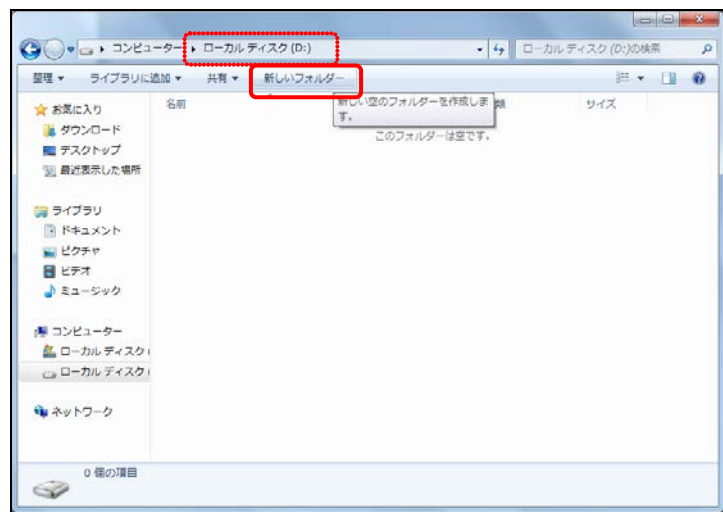 コンピューター ▸ ローカル ディスク (D:)
ローカル ディスク (D:)の検索
整理 ▼ ライブラリに追加 ▼ 共有 ▼ 新しいフォルダー
名前 サイズ
新しい空のフォルダーを作成しま
す。
このフォルダーは空です。
お気に入り
ダウンロード
デスクトップ
最近表示した場所
ライブラリ
ドキュメント
ピクチャ
ビデオ
ミュージック
コンピューター
ローカル ディスク (
ローカル ディスク (
ネットワーク
0 個の項目